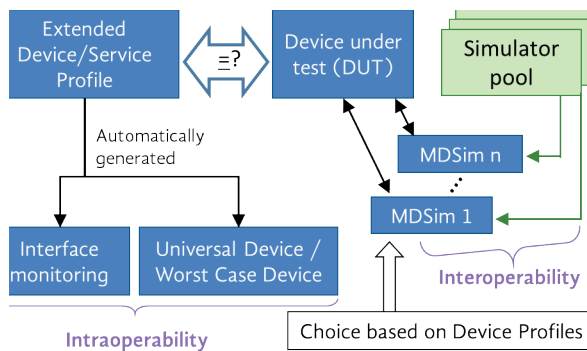 Extended
Device/Service
Profile
Ξ?
Device under
test (DUT)
Simulator
pool
Automatically
generated
MDSim n
MDSim 1
Interface
monitoring
Universal Device /
Worst Case Device
Interoperability
Intraoperability
Choice based on Device Profiles